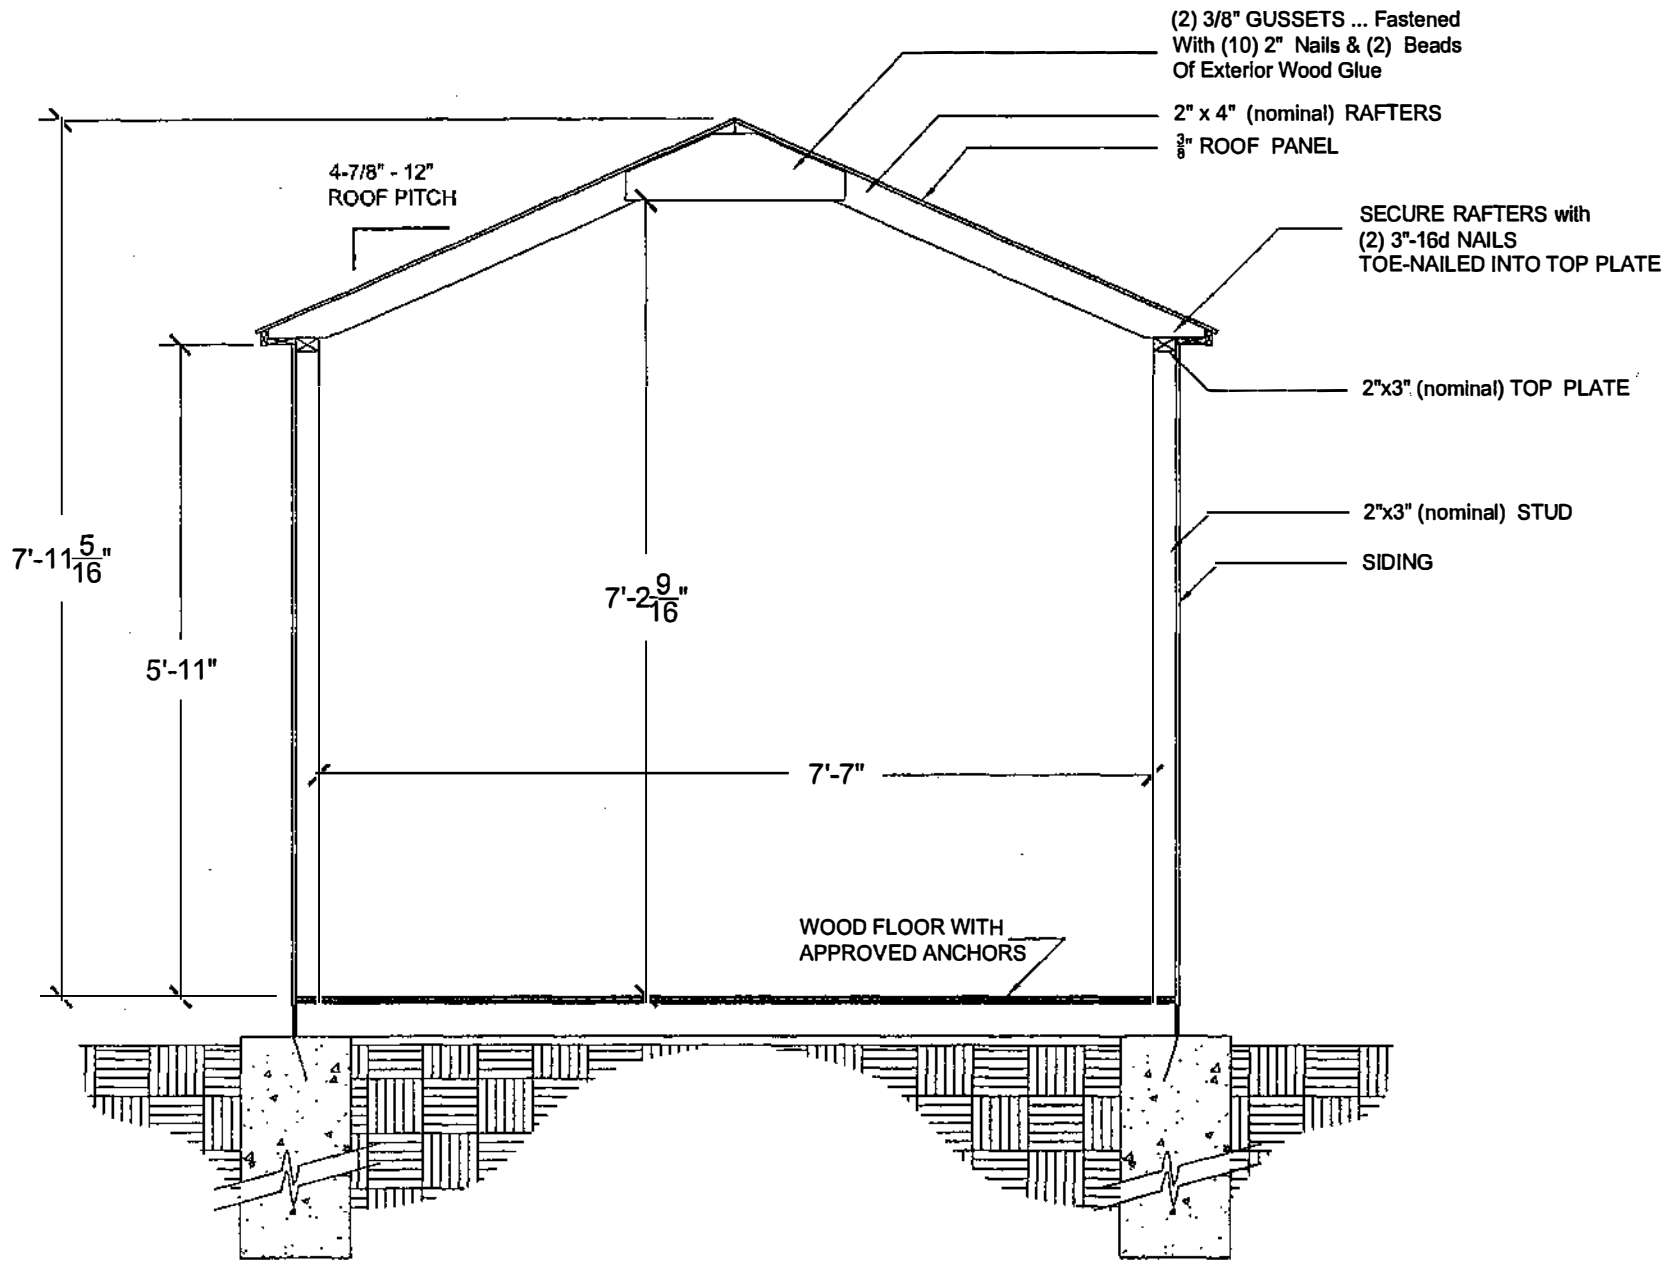 (2) 3/8" GUSSETS ... Fastened
With (10) 2" Nails & (2) Beads
Of Exterior Wood Glue
2" x 4" (nominal) RAFTERS
3/8" ROOF PANEL
4-7/8" - 12"
ROOF PITCH
SECURE RAFTERS with
(2) 3"-16d NAILS
TOE-NAILED INTO TOP PLATE
2"x3" (nominal) TOP PLATE
2"x3" (nominal) STUD
SIDING
7'-11 5/16"
7'-2 9/16"
5'-11"
7'-7"
WOOD FLOOR WITH
APPROVED ANCHORS